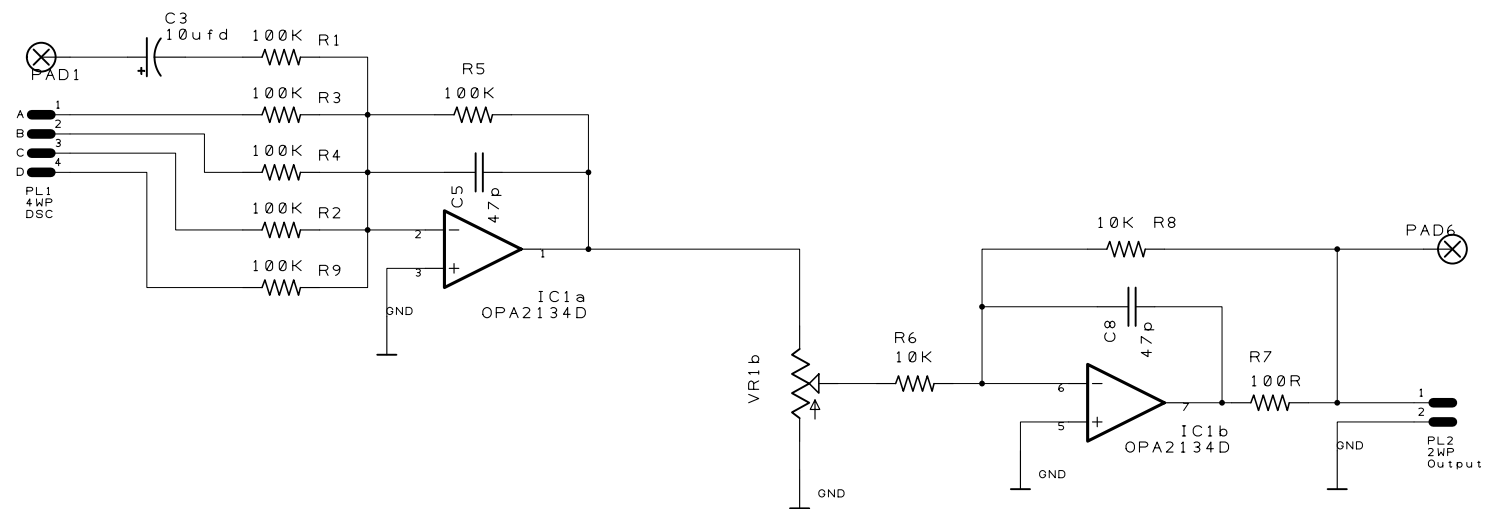 C3
10ufd
+
PAD1
100K R1
100K R3
100K R4
100K R2
100K R9
A 1
B 2
C 3
D 4
PL1
4WP
DSC
R5
100K
C5
47p
2
3
1
GND
IC1a
OPA2134D
VR1b
GND
R6
10K
10K R8
C8
47p
6
5
7
GND
IC1b
OPA2134D
R7
100R
PAD6
1
2
GND
PL2
2WP
Output